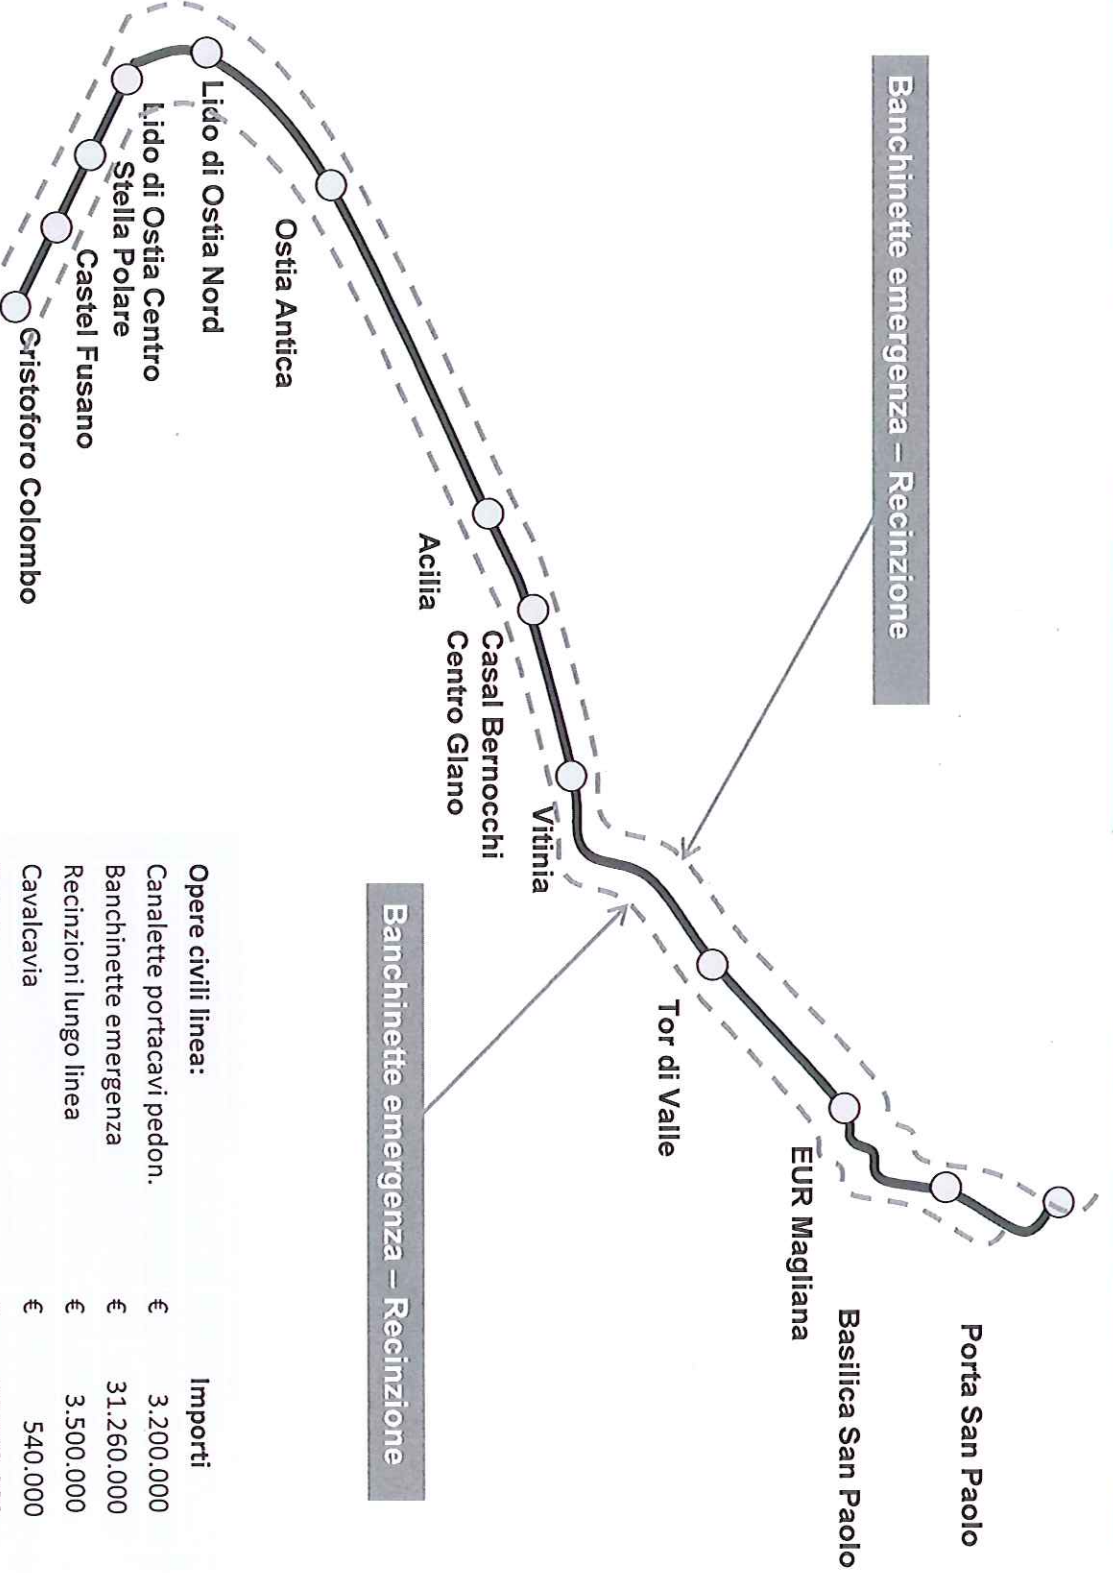 Banchinette emergenza – Recinzione
Porta San Paolo
Basilica San Paolo
EUR Magliana
Tor di Valle
Vitinia
Casal Bernocchi
Centro Giano
Acilia
Ostia Antica
Lido di Ostia Nord
Lido di Ostia Centro
Stella Polare
Castel Fusano
Cristoforo Colombo
Banchinette emergenza – Recinzione
Opere civili linea: Importi
Canalette portacavi pedon. € 3.200.000
Banchinette emergenza € 31.260.000
Recinzioni lungo linea € 3.500.000
Cavalcavia € 540.000